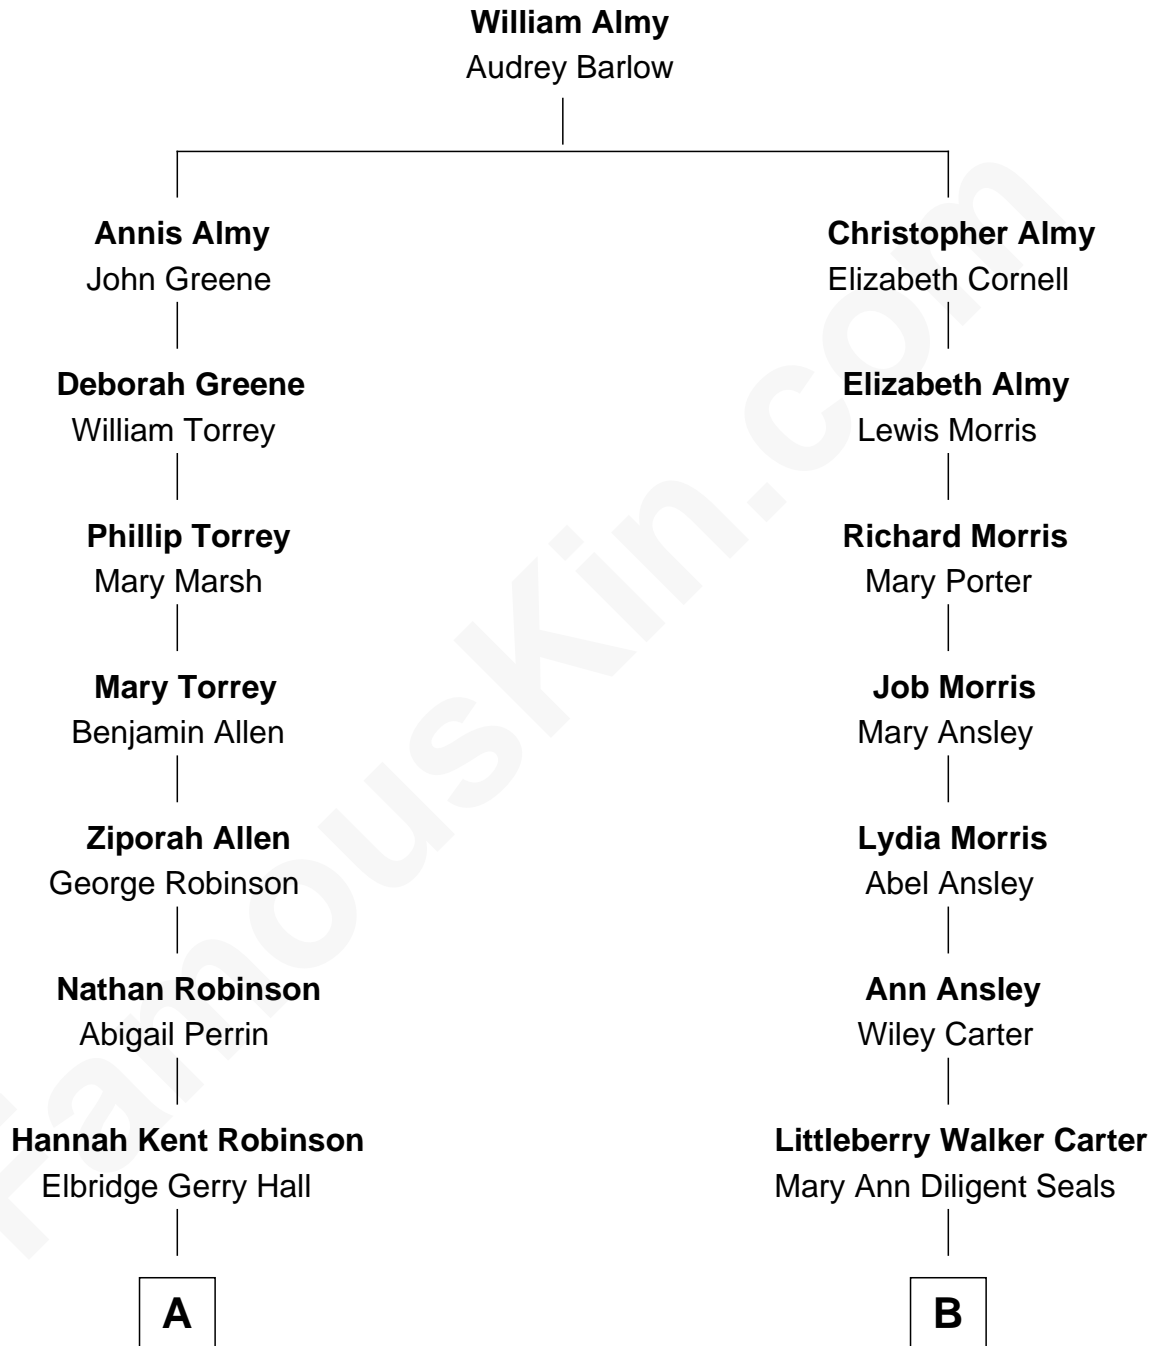 William Almy
Audrey Barlow
Annis Almy
John Greene
Christopher Almy
Elizabeth Cornell
Deborah Greene
William Torrey
Elizabeth Almy
Lewis Morris
Phillip Torrey
Mary Marsh
Richard Morris
Mary Porter
Mary Torrey
Benjamin Allen
Job Morris
Mary Ansley
Ziporah Allen
George Robinson
Lydia Morris
Abel Ansley
Nathan Robinson
Abigail Perrin
Ann Ansley
Wiley Carter
Hannah Kent Robinson
Elbridge Gerry Hall
Littleberry Walker Carter
Mary Ann Diligent Seals
A
B
FamousKin.com